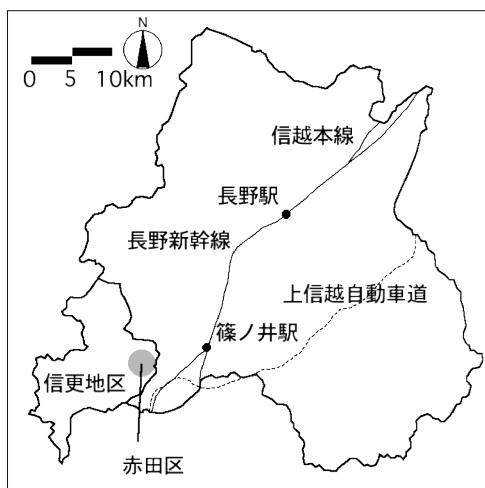 N
0 5 10km
信越本線
長野駅
長野新幹線
上信越自動車道
篠ノ井駅
信更地区
赤田区